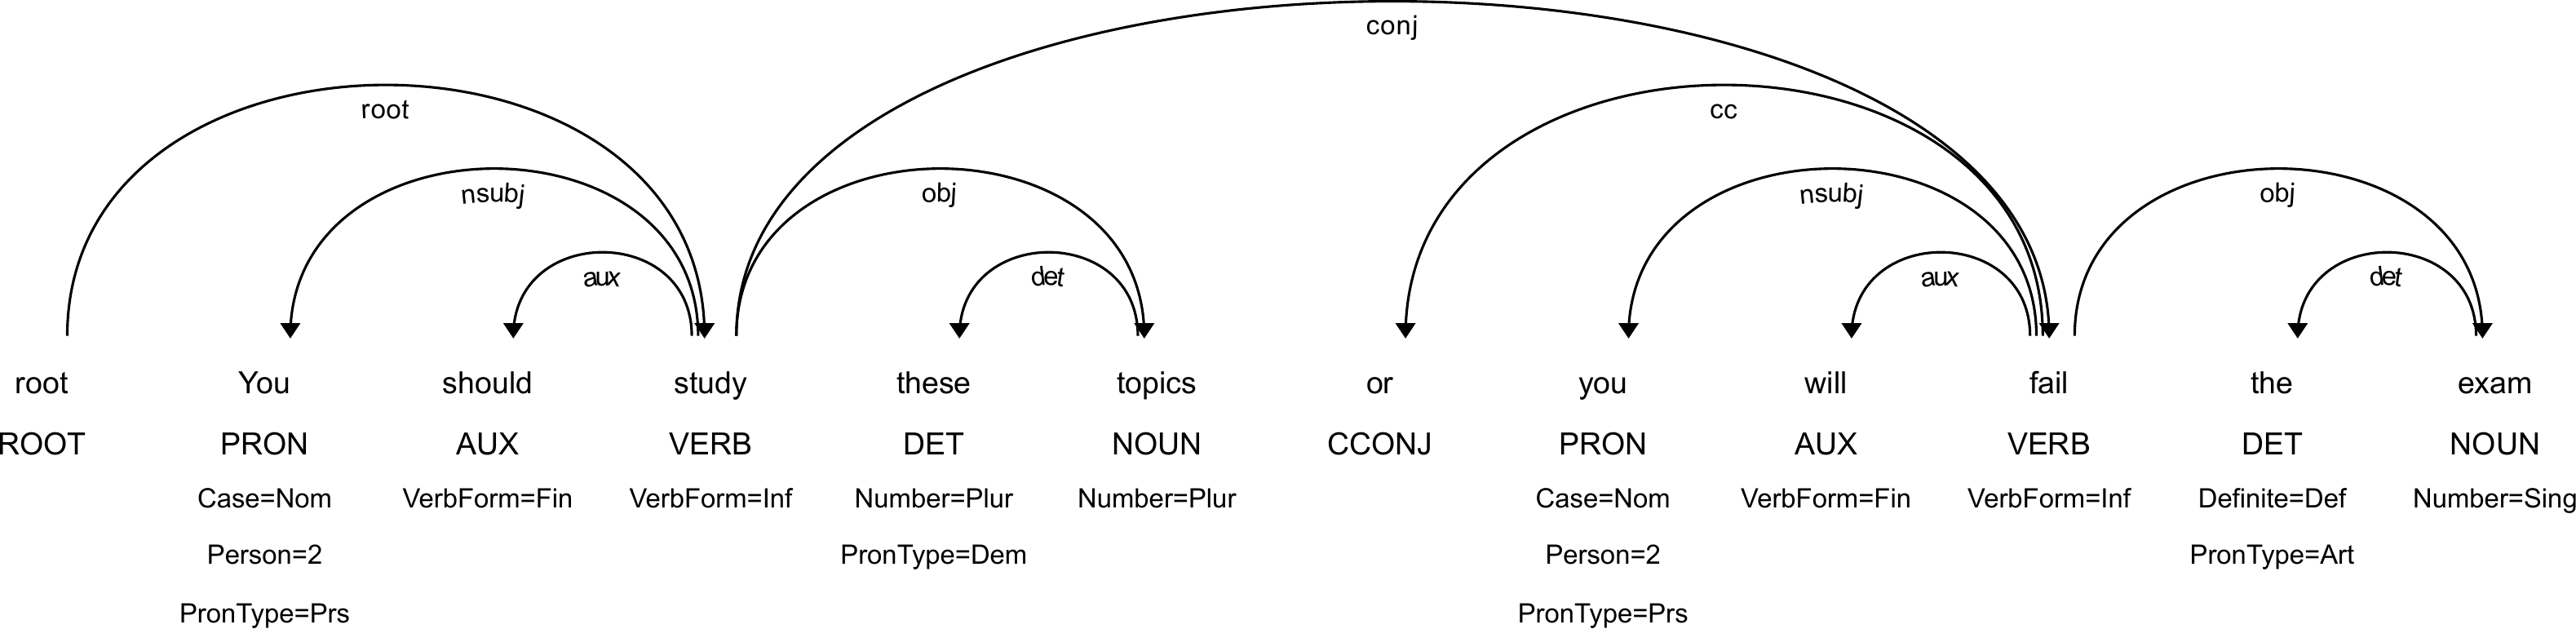 conj
root cc
nsubj obj nsubj obj
aux det aux det
root You should study these topics or you will fail the exam
ROOT PRON AUX VERB DET NOUN CCONJ PRON AUX VERB DET NOUN
Case=Nom VerbForm=Fin VerbForm=Inf Number=Plur Number=Plur Case=Nom VerbForm=Fin VerbForm=Inf Definite=Def Number=Sing
Person=2 PronType=Dem Person=2 PronType=Art
PronType=Prs PronType=Prs